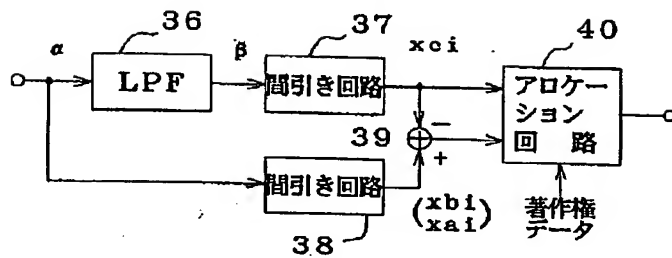 36
37
xci
40
α
LPF
β
間引き回路
アロケー
ション
回 路
39
−
+
間引き回路
38
(xbi
xai)
著作権
データ